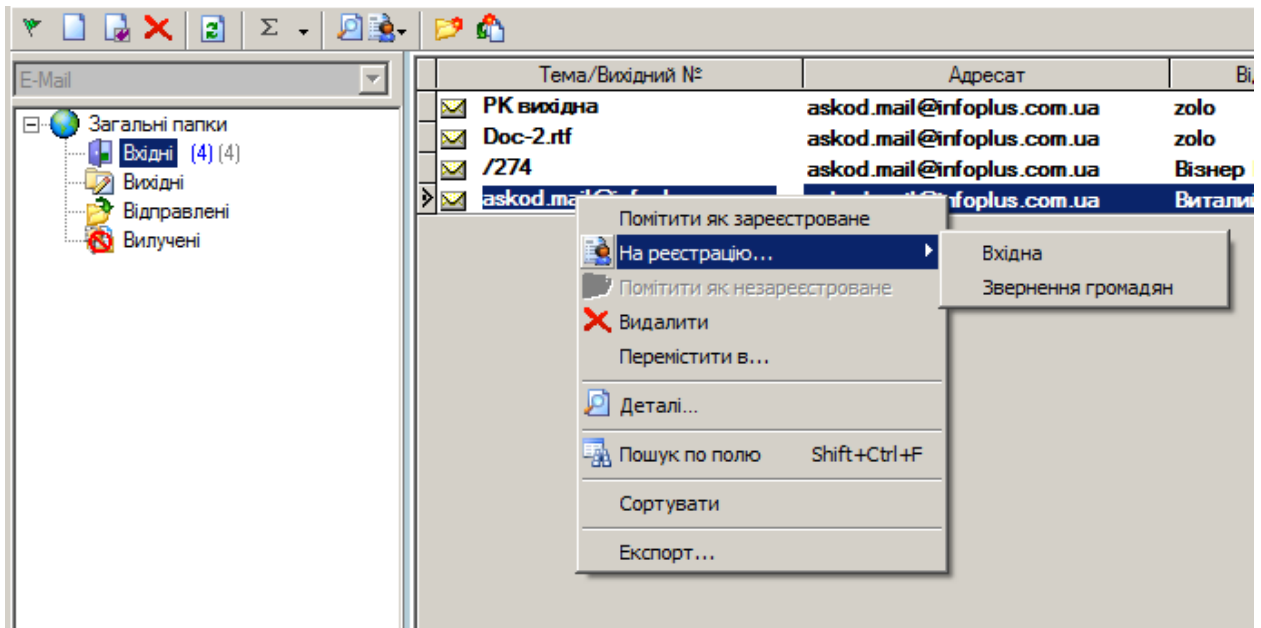 Σ
E-Mail
Загальні папки
Вхідні (4) (4)
Вихідні
Відправлені
Вилучені
Тема/Вихідний № Адресат
РК вихідна askod.mail@infoplus.com.ua zolo
Doc-2.rtf askod.mail@infoplus.com.ua zolo
/274 askod.mail@infoplus.com.ua Візнер
Помітити як зареєстроване
На реєстрацію...
Помітити як незареєстроване
Видалити
Перемістити в...
Деталі...
Пошук по полю Shift+Ctrl+F
Сортувати
Експорт...
Вхідна
Звернення громадян